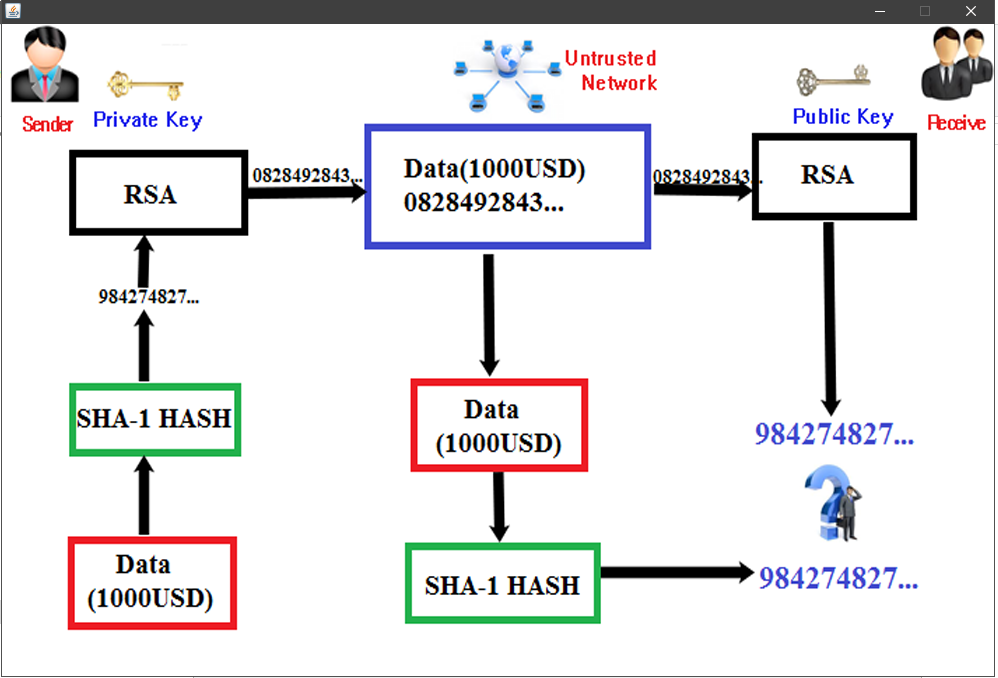 Untrusted
Network
Sender
Private Key
Public Key
Receive
RSA
0828492843...
Data(1000USD)
0828492843...
0828492843...
RSA
984274827...
SHA-1 HASH
Data
(1000USD)
984274827...
Data
(1000USD)
SHA-1 HASH
984274827...